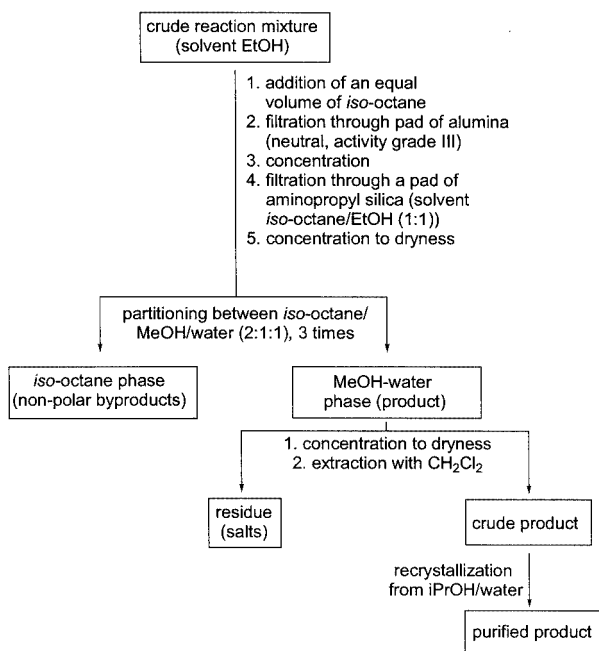 crude reaction mixture
(solvent EtOH)
1. addition of an equal
volume of iso-octane
2. filtration through pad of alumina
(neutral, activity grade III)
3. concentration
4. filtration through a pad of
aminopropyl silica (solvent
iso-octane/EtOH (1:1))
5. concentration to dryness
partitioning between iso-octane/
MeOH/water (2:1:1), 3 times
iso-octane phase
(non-polar byproducts)
MeOH-water
phase (product)
1. concentration to dryness
2. extraction with CH2Cl2
residue
(salts)
crude product
recrystallization
from iPrOH/water
purified product